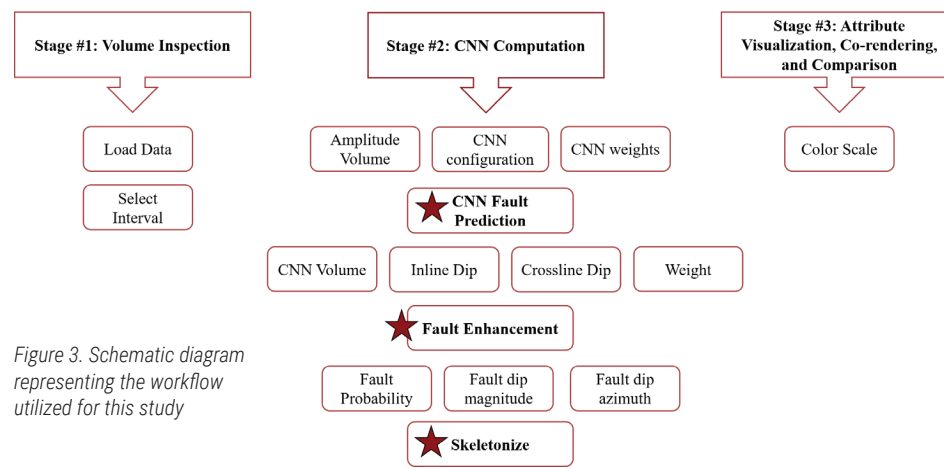 Stage #1: Volume Inspection
Load Data
Select
Interval
Stage #2: CNN Computation
Amplitude
Volume
CNN
configuration
CNN weights
CNN Fault
Prediction
CNN Volume
Inline Dip
Crossline Dip
Weight
Fault Enhancement
Fault
Probability
Fault dip
magnitude
Fault dip
azimuth
Skeletonize
Stage #3: Attribute
Visualization, Co-rendering,
and Comparison
Color Scale
Figure 3. Schematic diagram
representing the workflow
utilized for this study